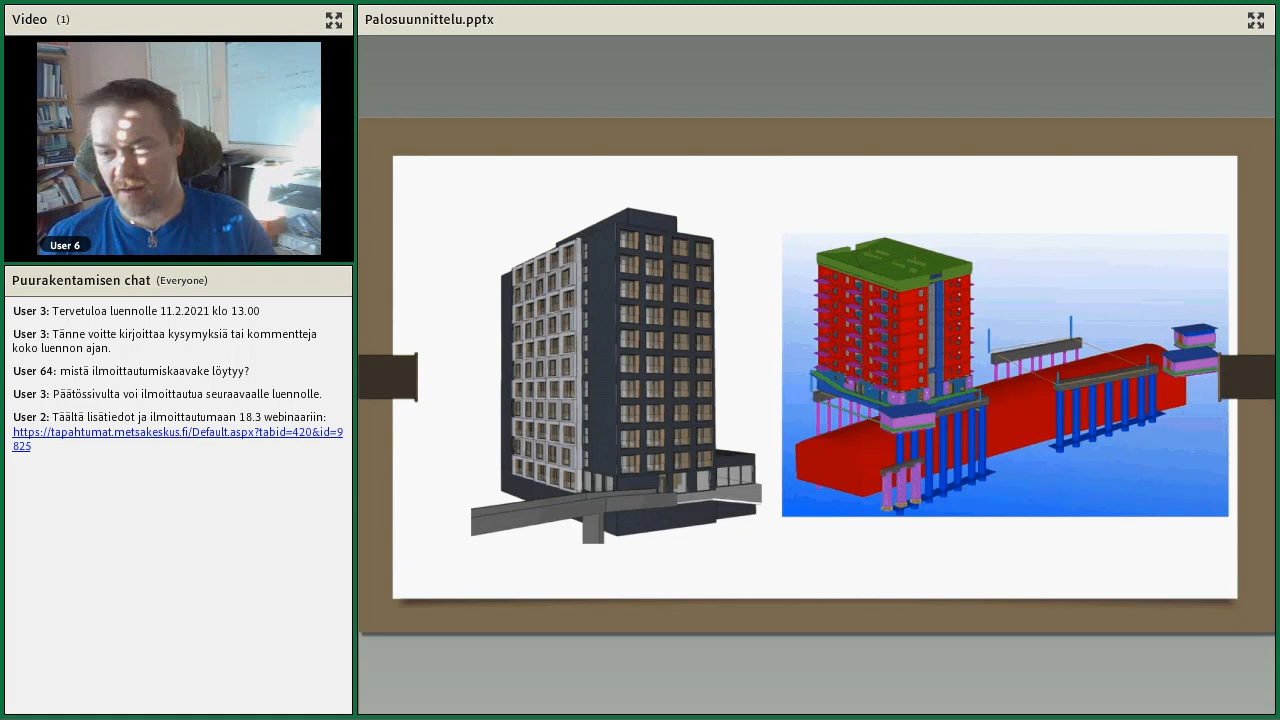 Video (1)
User 6
Puurakentamisen chat (Everyone)
User 3: Tervetuloa luennolle 11.2.2021 klo 13.00
User 3: Tänne voitte kirjoittaa kysymyksiä tai kommentteja
koko luennon ajan.
User 64: mistä ilmoittautumiskaavake löytyy?
User 3: Päätössivulta voi ilmoittautua seuraavaalle luennolle.
User 2: Täältä lisätiedot ja ilmoittautumaan 18.3 webinaariin:
https://tapahtumat.metsakeskus.fi/Default.aspx?tabid=420&id=9
825
Palosuunnittelu.pptx